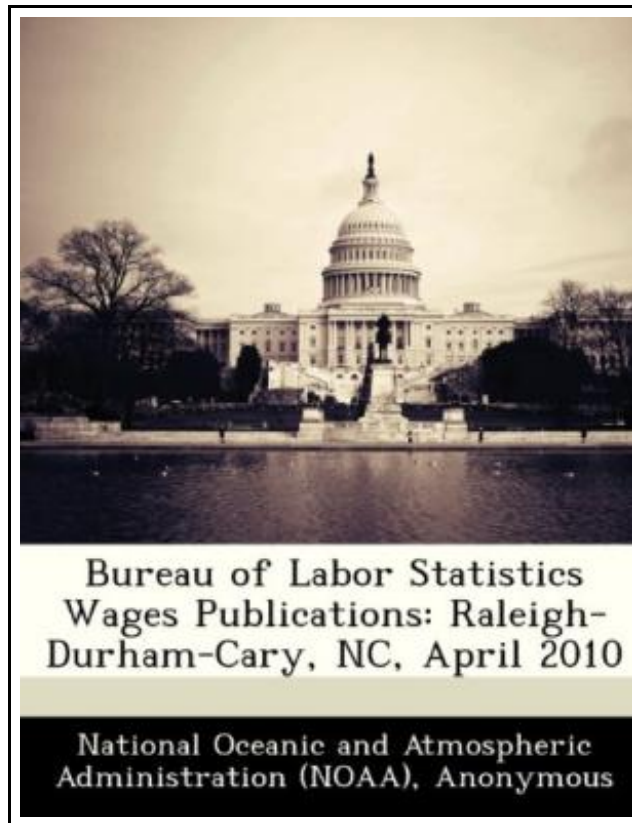 Bureau of Labor Statistics
Wages Publications: Raleigh-
Durham-Cary, NC, April 2010
National Oceanic and Atmospheric
Administration (NOAA), Anonymous